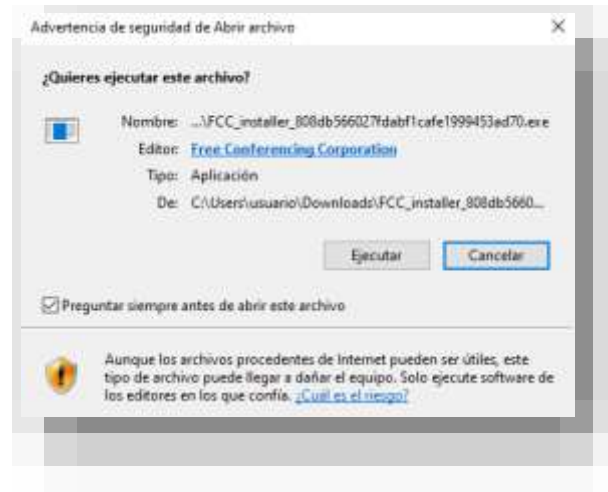 Advertencia de seguridad de Abrir archivo
¿Quieres ejecutar este archivo?
Nombre: ...\FCC_installer_808db566027fdabf1cafe1999453ad70.exe
Editor: Free Conferencing Corporation
Tipo: Aplicación
De: C:\Users\usuario\Downloads\FCC_installer_808db5660...
Ejecutar
Cancelar
Preguntar siempre antes de abrir este archivo
Aunque los archivos procedentes de Internet pueden ser útiles, este
tipo de archivo puede llegar a dañar el equipo. Solo ejecute software de
los editores en los que confía. ¿Cuál es el riesgo?